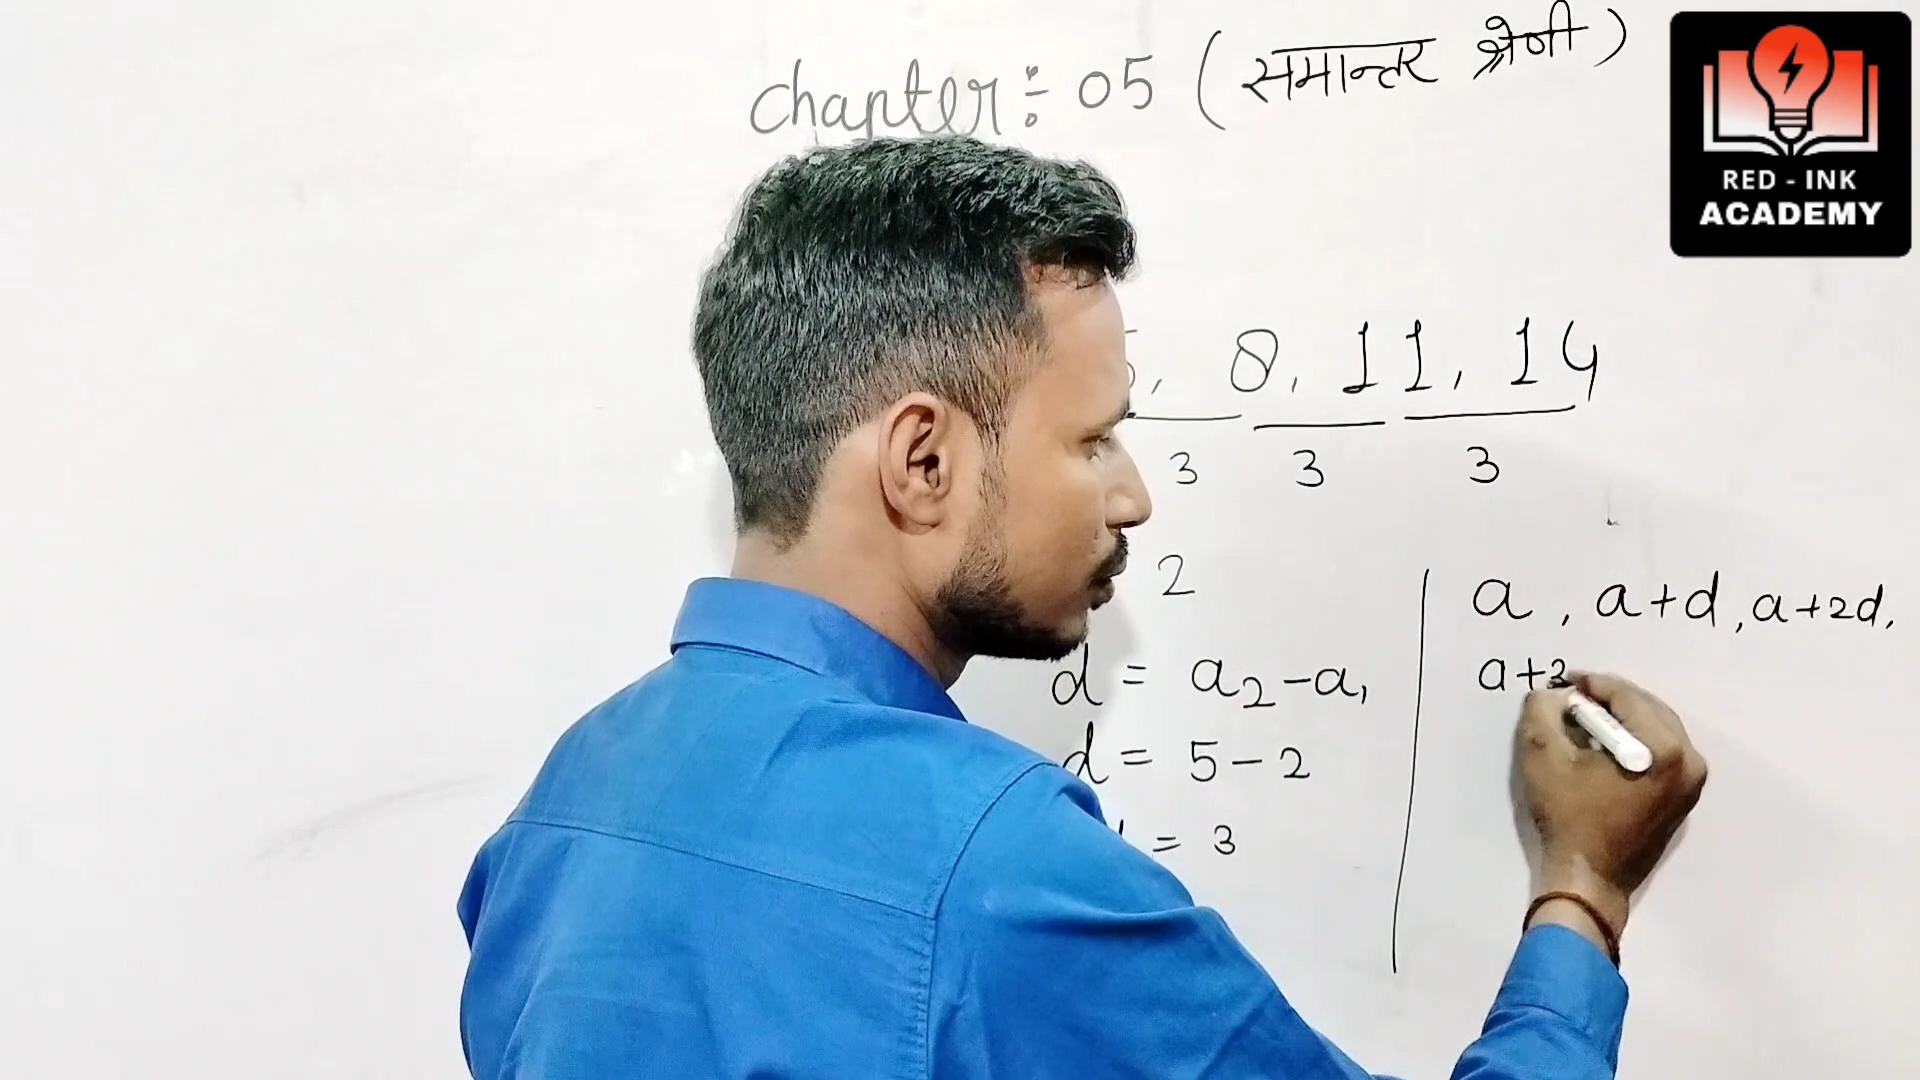 chapter:- 05 (समान्तर श्रेणी)
RED - INK
ACADEMY
, 8, 11, 14
3 3 3
2
d = a₂-a₁
d = 5-2
= 3
a, a+d, a+2d,
a+3